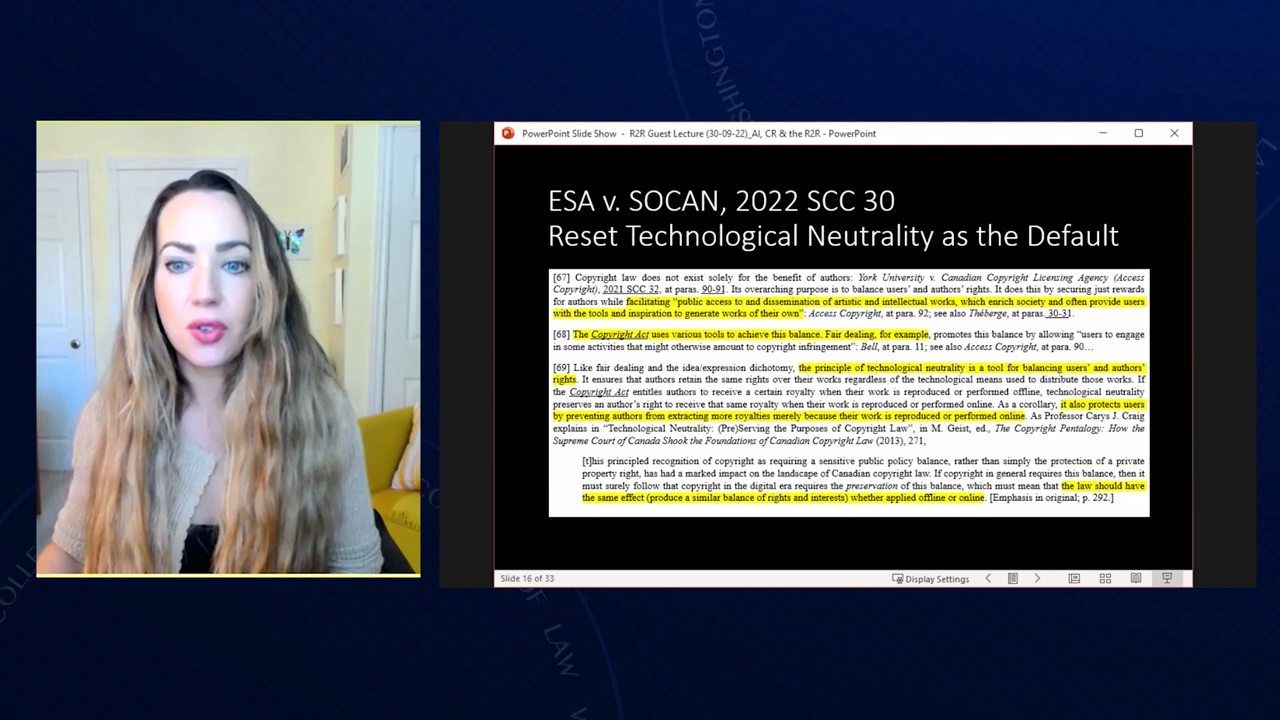 SHINGTON
PowerPoint Slide Show - R2R Guest Lecture (30-09-22)_AI, CR & the R2R - PowerPoint
ESA v. SOCAN, 2022 SCC 30
Reset Technological Neutrality as the Default
[67] Copyright law does not exist solely for the benefit of authors: York University v. Canadian Copyright Licensing Agency (Access
Copyright), 2021 SCC 32, at paras. 90-91. Its overarching purpose is to balance users’ and authors’ rights. It does this by securing just rewards
for authors while facilitating “public access to and dissemination of artistic and intellectual works, which enrich society and often provide users
with the tools and inspiration to generate works of their own”: Access Copyright, at para. 92; see also Théberge, at paras. 30-31.
[68] The Copyright Act uses various tools to achieve this balance. Fair dealing, for example, promotes this balance by allowing “users to engage
in some activities that might otherwise amount to copyright infringement”: Bell, at para. 11; see also Access Copyright, at para. 90…
[69] Like fair dealing and the idea/expression dichotomy, the principle of technological neutrality is a tool for balancing users’ and authors’
rights. It ensures that authors retain the same rights over their works regardless of the technological means used to distribute those works. If
the Copyright Act entitles authors to receive a certain royalty when their work is reproduced or performed offline, technological neutrality
preserves an author’s right to receive that same royalty when their work is reproduced or performed online. As a corollary, it also protects users
by preventing authors from extracting more royalties merely because their work is reproduced or performed online. As Professor Carys J. Craig
explains in “Technological Neutrality: (Pre)Serving the Purposes of Copyright Law”, in M. Geist, ed., The Copyright Pentalogy: How the
Supreme Court of Canada Shook the Foundations of Canadian Copyright Law (2013), 271,
[t]his principled recognition of copyright as requiring a sensitive public policy balance, rather than simply the protection of a private
property right, has had a marked impact on the landscape of Canadian copyright law. If copyright in general requires this balance, then it
must surely follow that copyright in the digital era requires the preservation of this balance, which must mean that the law should have
the same effect (produce a similar balance of rights and interests) whether applied offline or online. [Emphasis in original; p. 292.]
Slide 16 of 33
Display Settings
COLLE
OF LAW